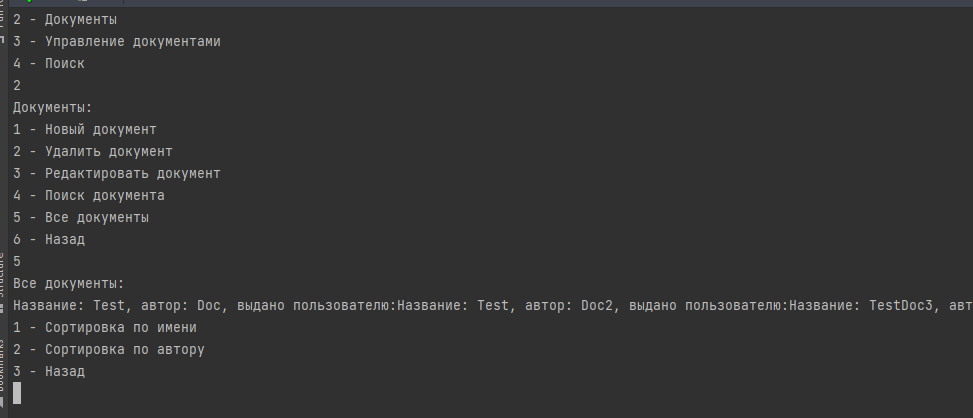 2 - Документы
3 - Управление документами
4 - Поиск
2
Документы:
1 - Новый документ
2 - Удалить документ
3 - Редактировать документ
4 - Поиск документа
5 - Все документы
6 - Назад
5
Все документы:
Название: Test, автор: Doc, выдано пользователю:Название: Test, автор: Doc2, выдано пользователю:Название: TestDoc3, авт
1 - Сортировка по имени
2 - Сортировка по автору
3 - Назад